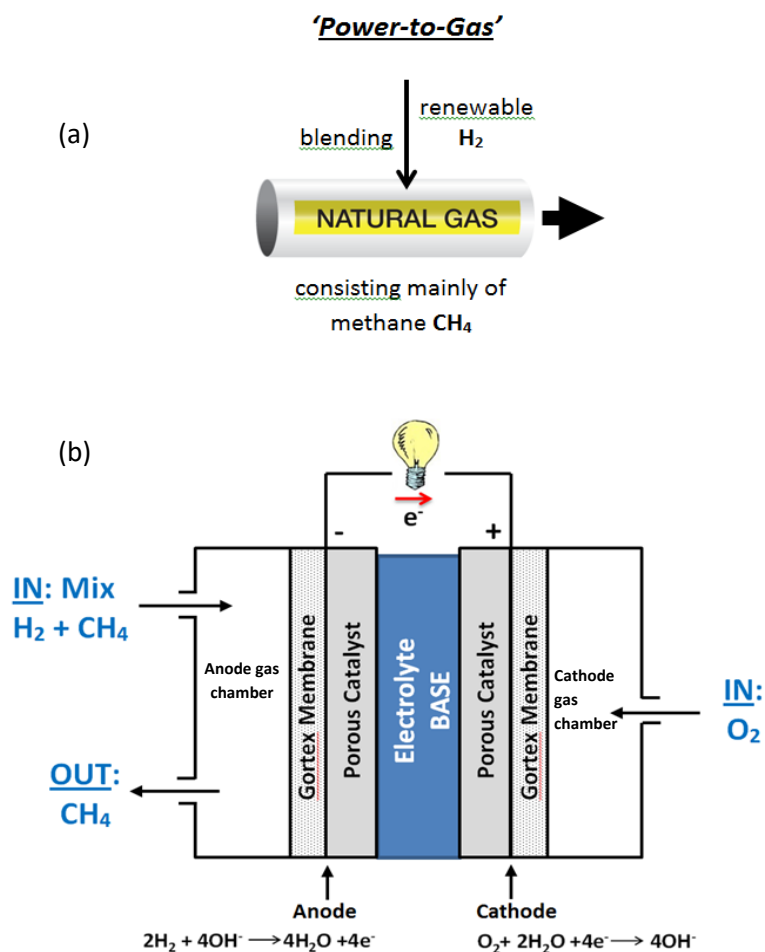 'Power-to-Gas'
(a)
renewable
blending
H₂
NATURAL GAS
consisting mainly of
methane CH₄
(b)
e⁻
-
+
IN: Mix
H₂ + CH₄
Anode gas
chamber
Gortex Membrane
Porous Catalyst
Electrolyte
BASE
Porous Catalyst
Gortex Membrane
Cathode
gas
chamber
IN:
O₂
OUT:
CH₄
Anode
2H₂ + 4OH⁻ ⟶4H₂O +4e⁻
Cathode
O₂+ 2H₂O +4e⁻ ⟶ 4OH⁻